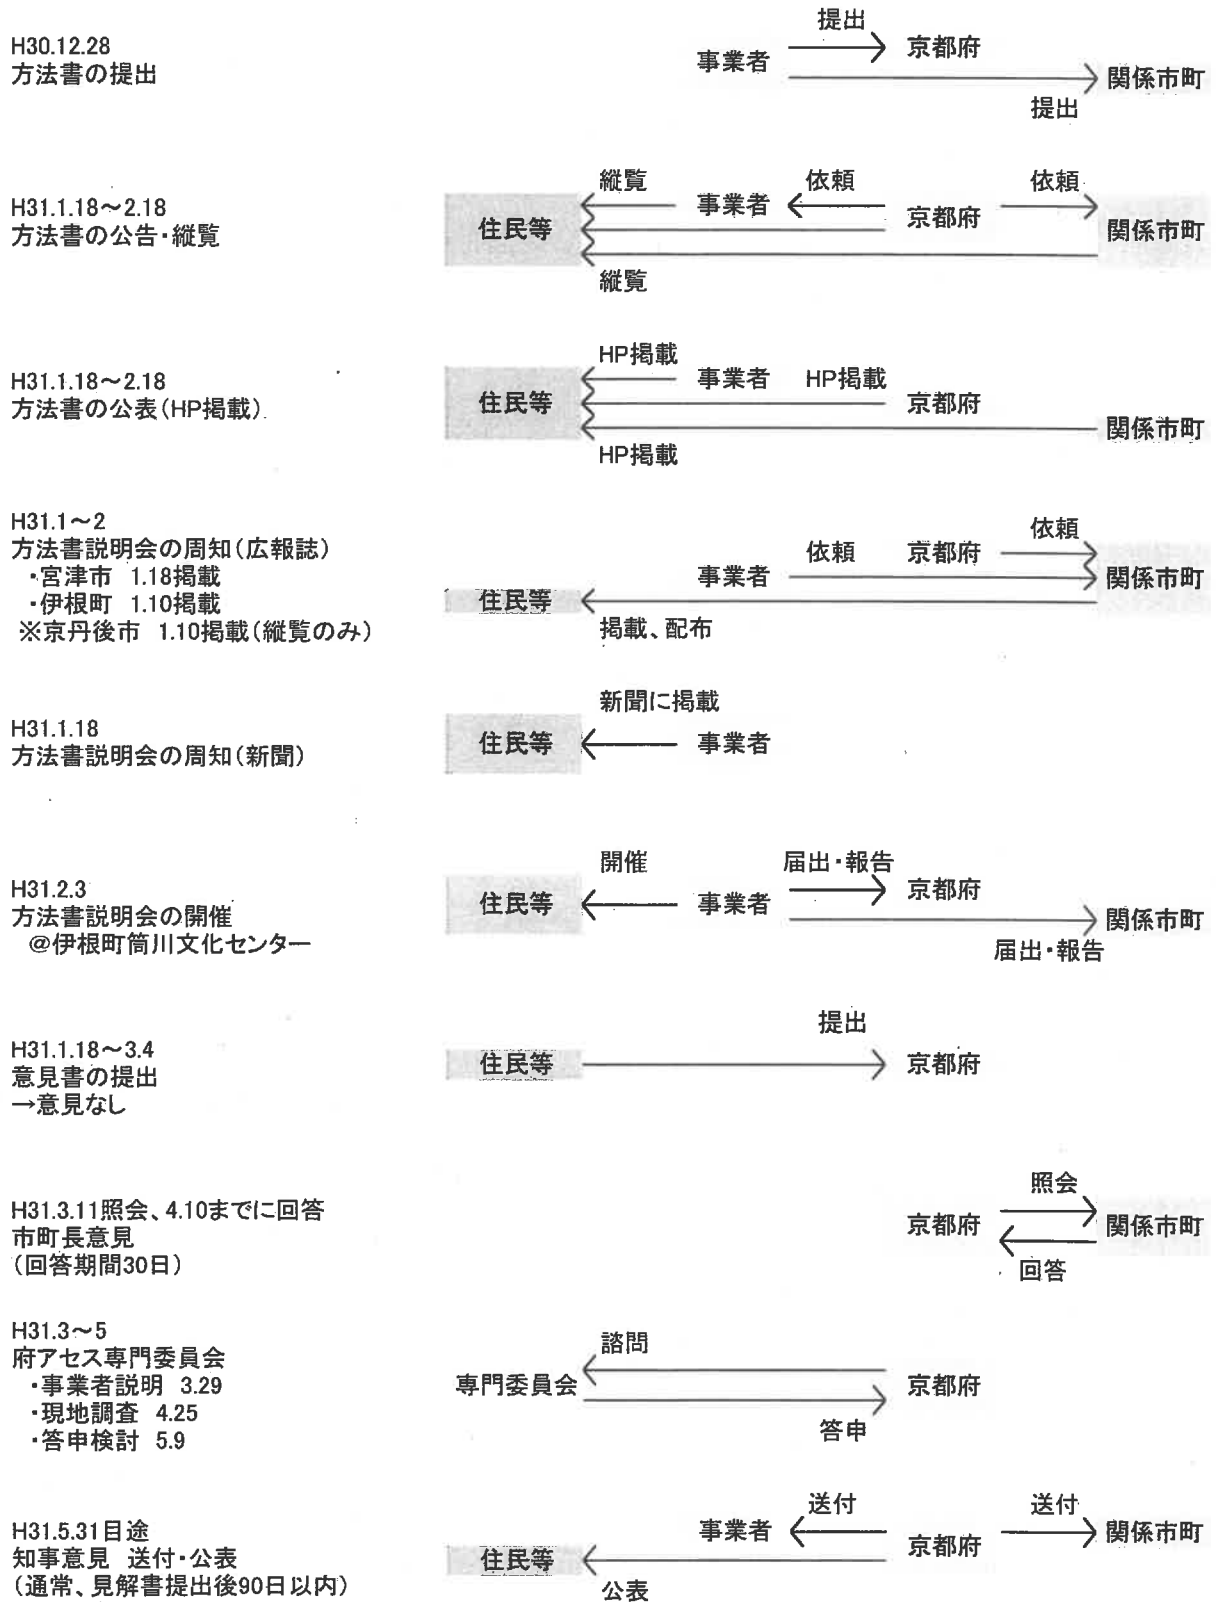 H30.12.28
方法書の提出
提出
事業者
京都府
関係市町
提出
H31.1.18～2.18
方法書の公告・縦覧
縦覧
依頼
依頼
住民等
事業者
京都府
関係市町
縦覧
H31.1.18～2.18
方法書の公表（HP掲載）
HP掲載
住民等
事業者
HP掲載
京都府
関係市町
HP掲載
H31.1～2
方法書説明会の周知（広報誌）
・宮津市 1.18掲載
・伊根町 1.10掲載
※京丹後市 1.10掲載（縦覧のみ）
依頼
依頼
京都府
事業者
関係市町
住民等
掲載、配布
H31.1.18
方法書説明会の周知（新聞）
新聞に掲載
住民等
事業者
H31.2.3
方法書説明会の開催
＠伊根町筒川文化センター
開催
届出・報告
住民等
事業者
京都府
関係市町
届出・報告
H31.1.18～3.4
意見書の提出
→意見なし
提出
住民等
京都府
H31.3.11照会、4.10までに回答
市町長意見
（回答期間30日）
照会
京都府
関係市町
回答
H31.3～5
府アセス専門委員会
・事業者説明 3.29
・現地調査 4.25
・答申検討 5.9
諮問
専門委員会
京都府
答申
H31.5.31目途
知事意見 送付・公表
（通常、見解書提出後90日以内）
送付
送付
事業者
京都府
関係市町
住民等
公表